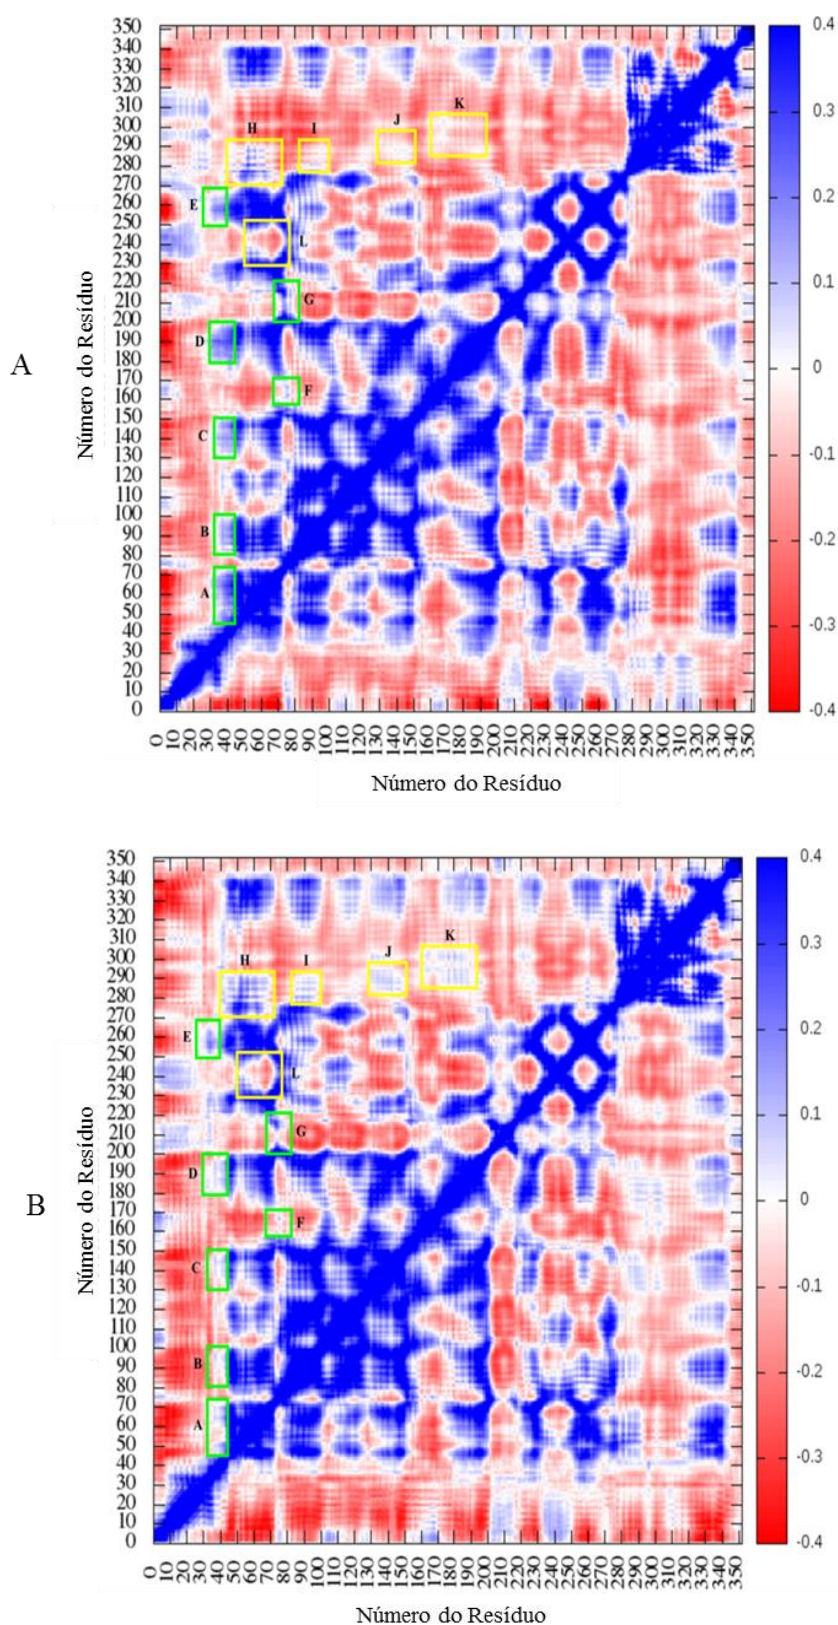 350
340
330
320
310
300
290
280
270
260
250
240
230
220
210
200
190
180
170
160
150
140
130
120
110
100
90
80
70
60
50
40
30
20
10
0
Número do Resíduo
A
H
I
J
K
E
L
G
D
F
C
B
A
0.4
0.3
0.2
0.1
0
-0.1
-0.2
-0.3
-0.4
0 10 20 30 40 50 60 70 80 90 100 110 120 130 140 150 160 170 180 190 200 210 220 230 240 250 260 270 280 290 300 310 320 330 340 350
Número do Resíduo
350
340
330
320
310
300
290
280
270
260
250
240
230
220
210
200
190
180
170
160
150
140
130
120
110
100
90
80
70
60
50
40
30
20
10
0
Número do Resíduo
B
H
I
J
K
E
L
G
D
F
C
B
A
0.4
0.3
0.2
0.1
0
-0.1
-0.2
-0.3
-0.4
0 10 20 30 40 50 60 70 80 90 100 110 120 130 140 150 160 170 180 190 200 210 220 230 240 250 260 270 280 290 300 310 320 330 340 350
Número do Resíduo